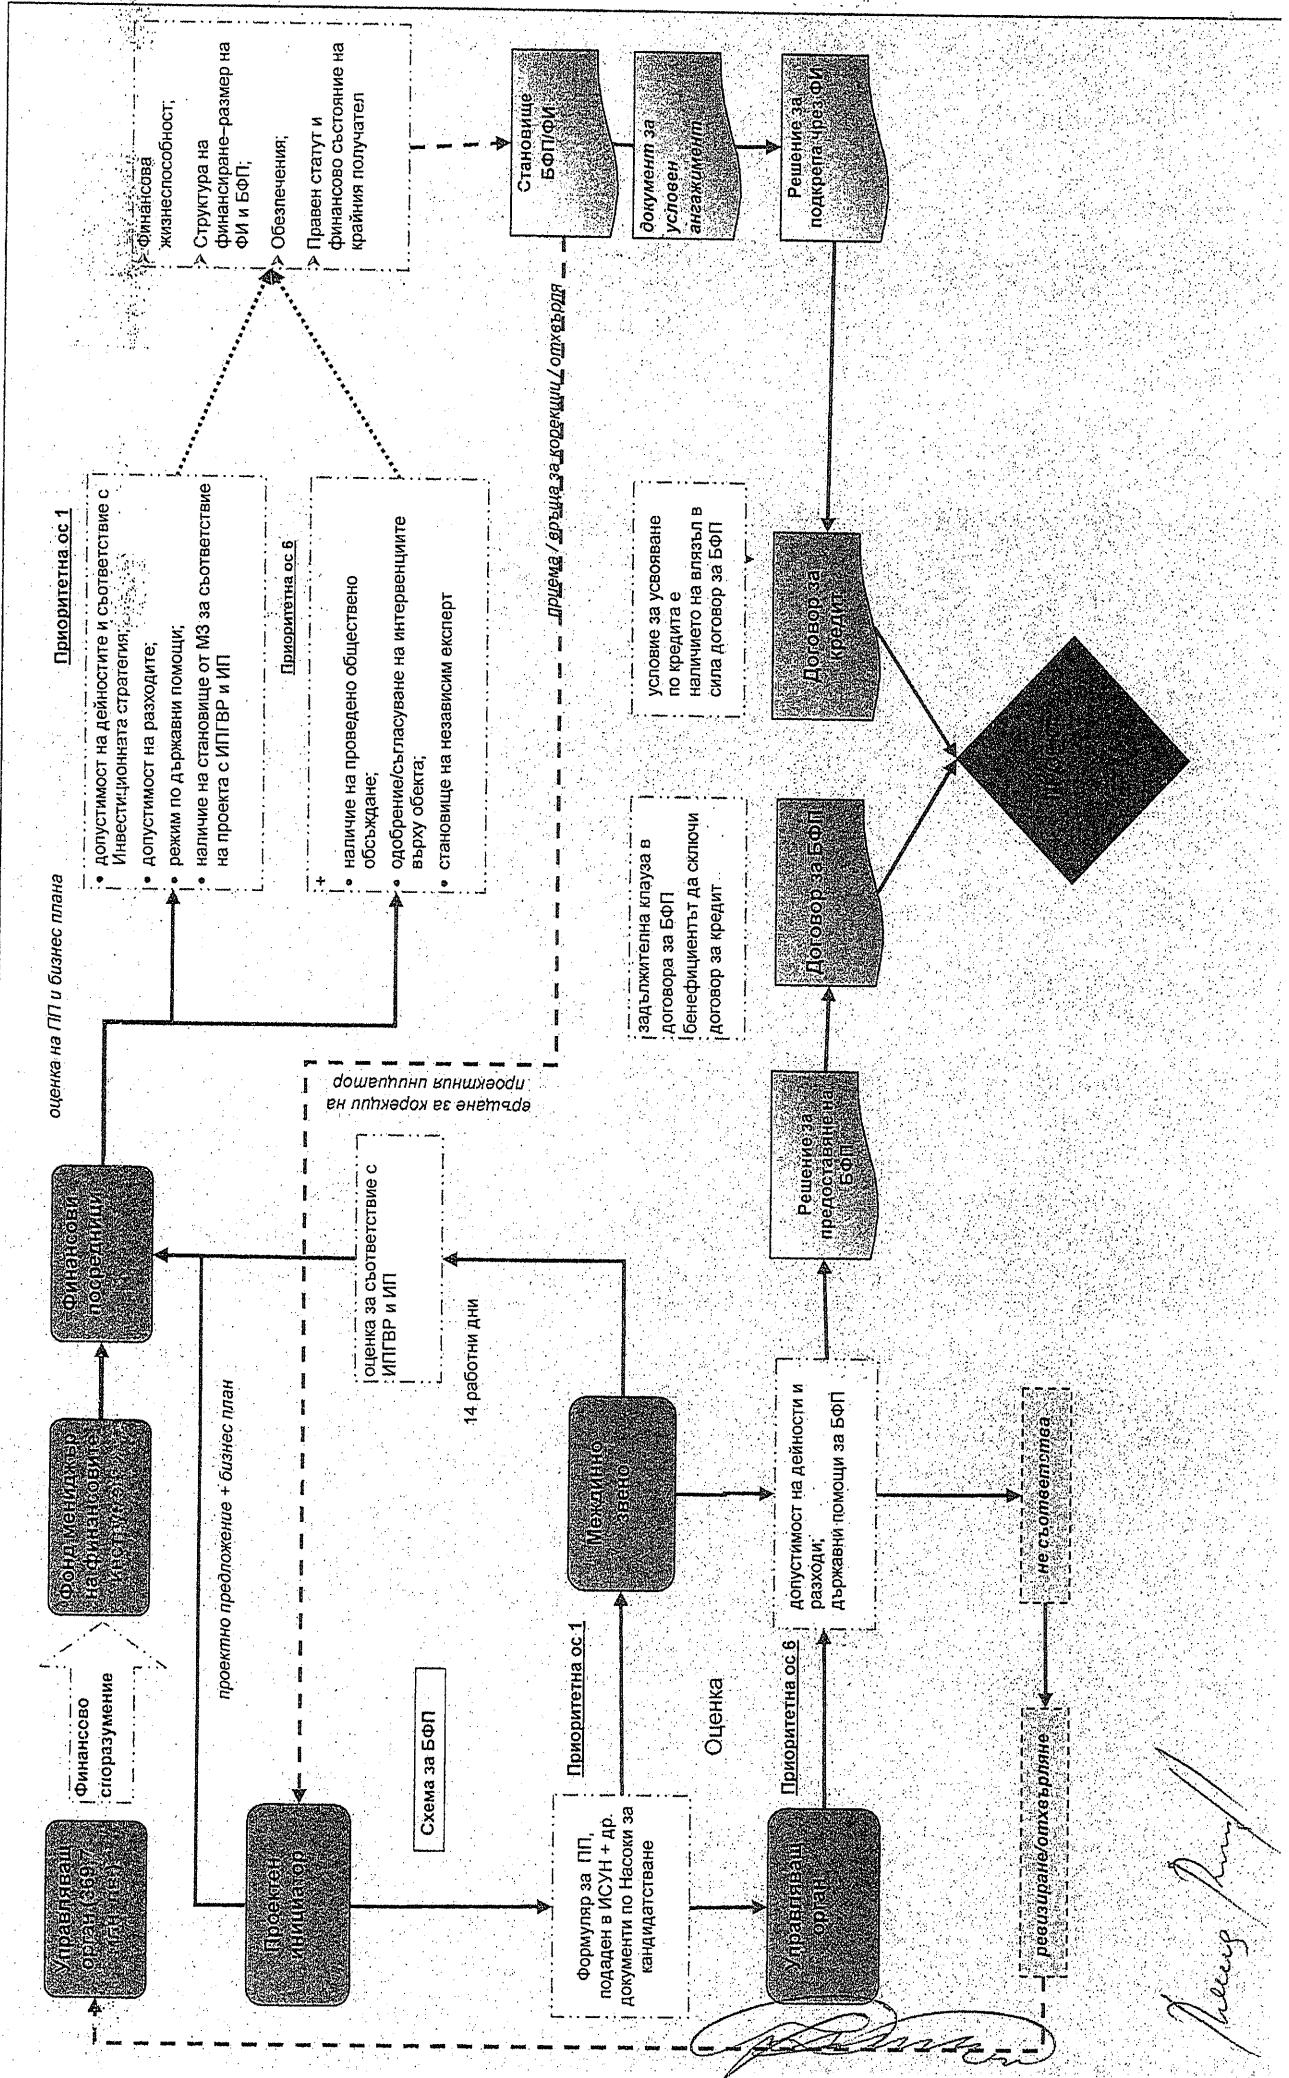 Управляващ
Финансово
споразумение
Фонд мениджър
на финансовите
Финансови
посредници
оценка на ПП и бизнес плана
Приоритетна ос 1
• допустимост на дейностите и съответствие с
Инвестиционната стратегия;
• допустимост на разходите;
• режим по държавни помощи;
• наличие на становище от МЗ за съответствие
на проекта с ИПГВР и ИП
Приоритетна ос 6
+
• наличие на проведено обществено
обсъждане;
• одобрение/съгласуване на интервенциите
върху обекта;
• становище на независим експерт
➢ Финансова
жизнеспособност;
➢ Структура на
финансиране–размер на
ФИ и БФП;
➢ Обезпечения;
➢ Правен статут и
финансово състояние на
крайния получател
проектно предложение + бизнес план
Проектен
инициатор
Схема за БФП
оценка за съответствие с
ИПГВР и ИП
14 работни дни
връщане за корекции на
проектния инициатор
приема / връща за корекции / отхвърля
Становище
БФП/ФИ
документ за
условен
ангажимент
Решение за
подкрепа чрез ФИ
Формуляр за ПП,
подаден в ИСУН + др.
документи по Насоки за
кандидатстване
Приоритетна ос 1
Междинно
звено
Оценка
Приоритетна ос 6
Управляващ
орган
допустимост на дейности и
разходи;
държавни помощи за БФП
Решение за
предоставяне на
БФП
задължителна клауза в
договора за БФП
бенефициентът да сключи
договор за кредит
условие за усвояване
по кредита е
наличието на влязъл в
сила договор за БФП
Договор за БФП
Договор за
кредит
не съответства
ревизиране/отхвърляне